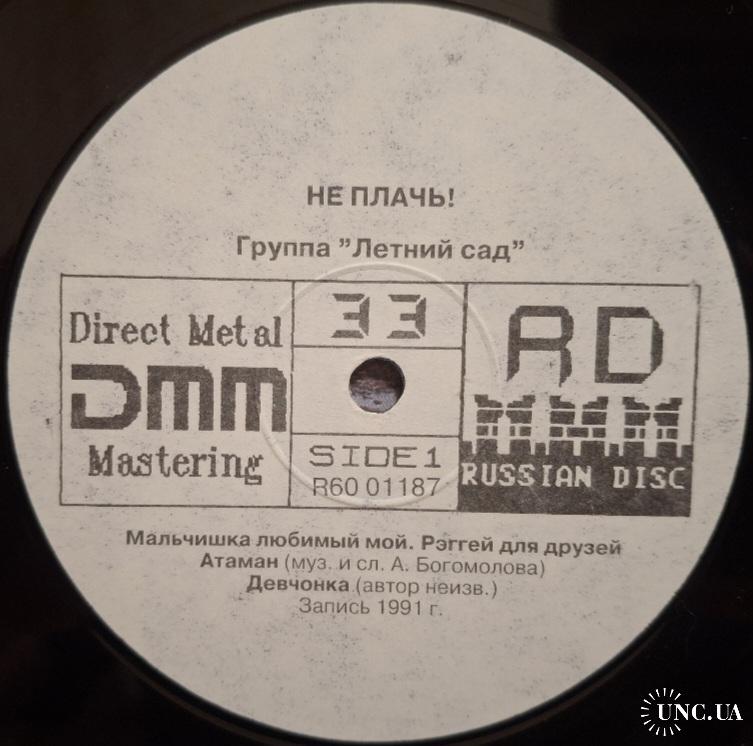 НЕ ПЛАЧЬ!
Группа ”Летний сад”
Direct Metal
DMM
Mastering
33
SIDE 1
R60 01187
RD
RUSSIAN DISC
Мальчишка любимый мой. Рэггей для друзей
Атаман (муз. и сл. А. Богомолова)
Девчонка (автор неизв.)
Запись 1991 г.
UNC.UA